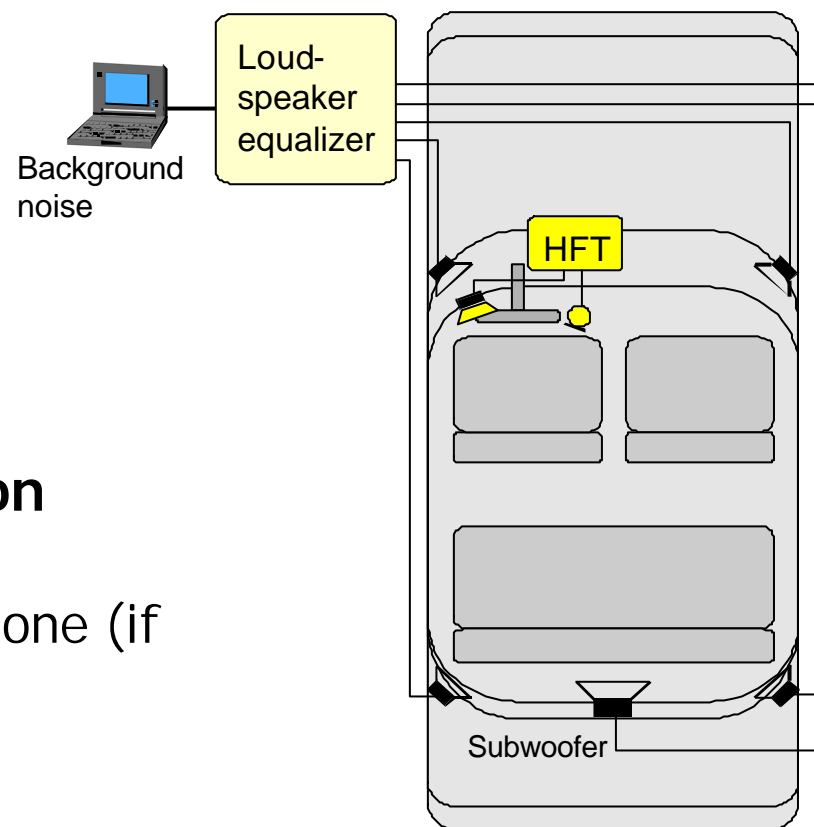 Loud-
speaker
equalizer
Background
noise
HFT
on
one (if
Subwoofer